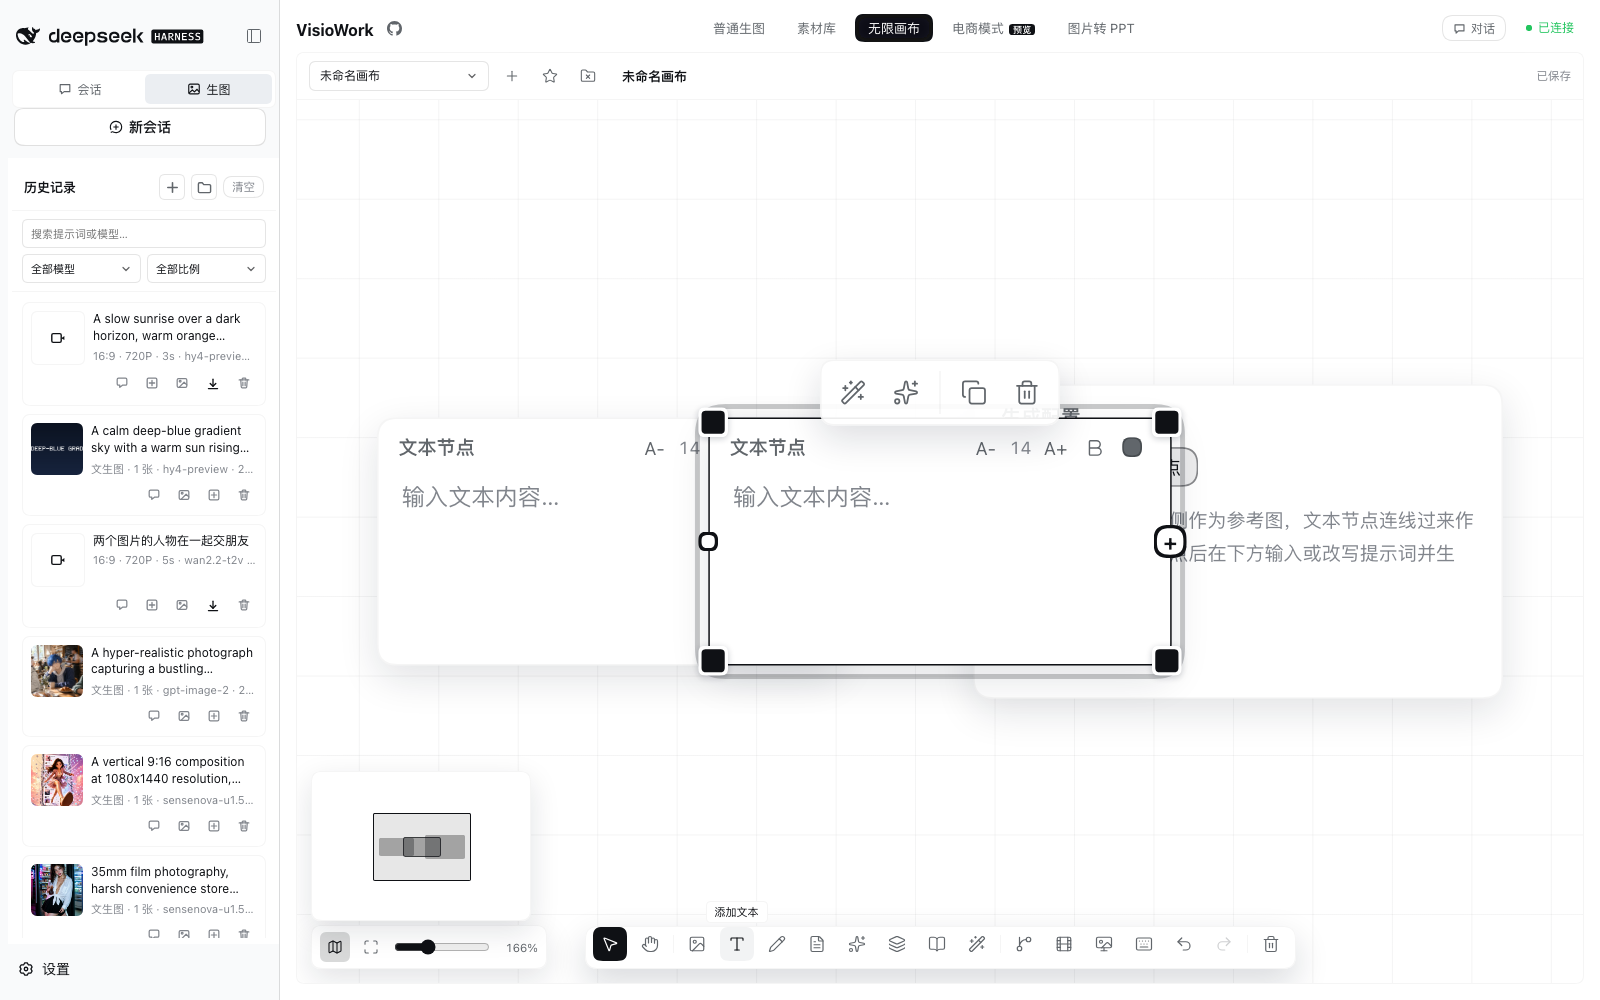 deepseek HARNESS
会话
生图
新会话
历史记录
清空
搜索提示词或模型...
全部模型
全部比例
A slow sunrise over a dark
horizon, warm orange...
16:9 · 720P · 3s · hy4-previe...
A calm deep-blue gradient
sky with a warm sun rising...
文生图 · 1 张 · hy4-preview · 2...
两个图片的人物在一起交朋友
16:9 · 720P · 5s · wan2.2-t2v ...
A hyper-realistic photograph
capturing a bustling...
文生图 · 1 张 · gpt-image-2 · 2...
A vertical 9:16 composition
at 1080x1440 resolution,...
文生图 · 1 张 · sensenova-u1.5...
35mm film photography,
harsh convenience store...
文生图 · 1 张 · sensenova-u1.5...
设置
VisioWork
普通生图
素材库
无限画布
电商模式 预览
图片转 PPT
对话
已连接
未命名画布
未命名画布
已保存
生成配置
文本节点
A- 14
输入文本内容...
文本节点
A- 14 A+ B
输入文本内容...
点
侧作为参考图，文本节点连线过来作
然后在下方输入或改写提示词并生
添加文本
166%